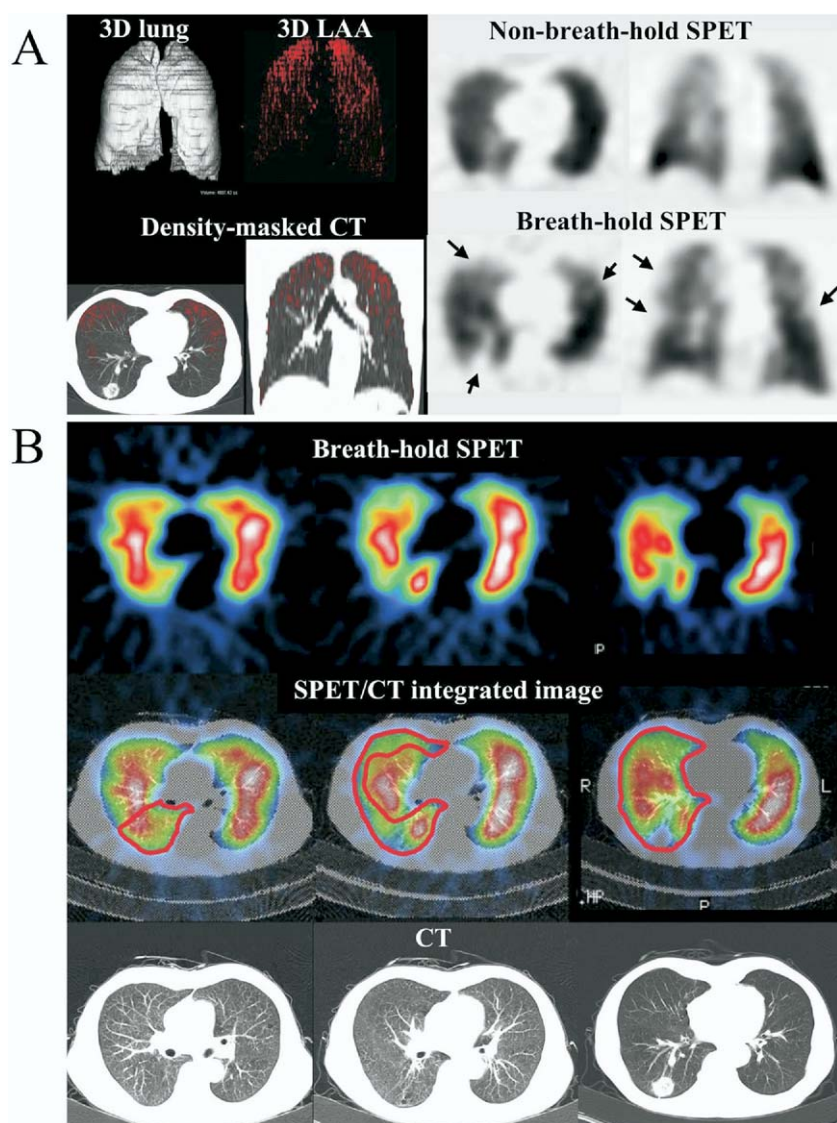 A
3D lung
3D LAA
Non-breath-hold SPET
Density-masked CT
Breath-hold SPET
B
Breath-hold SPET
P
SPET/CT integrated image
R
L
HP
P
CT